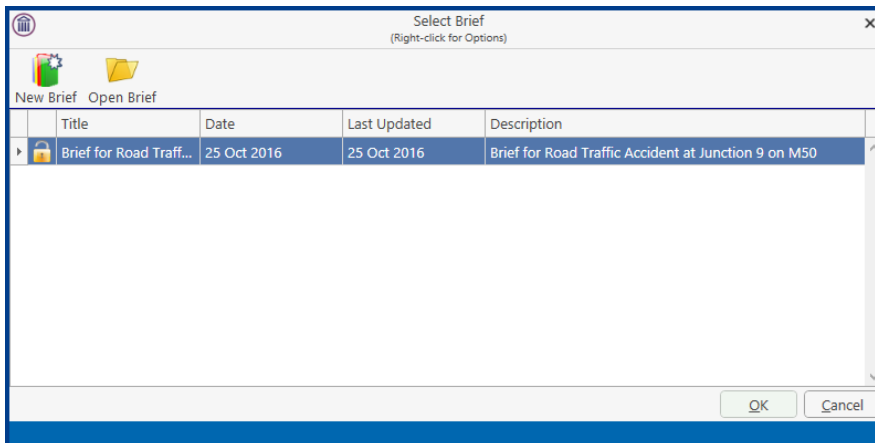 Select Brief
(Right-click for Options)
New Brief Open Brief
Title Date Last Updated Description
Brief for Road Traff... 25 Oct 2016 25 Oct 2016 Brief for Road Traffic Accident at Junction 9 on M50
OK Cancel